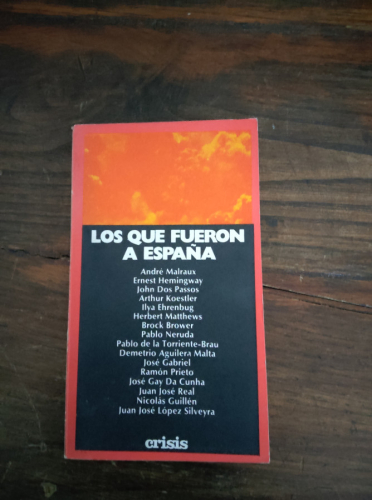 LOS QUE FUERON
A ESPAÑA
André Malraux
Ernest Hemingway
John Dos Passos
Arthur Koestler
Ilya Ehrenbug
Herbert Matthews
Brock Brower
Pablo Neruda
Pablo de la Torriente-Brau
Demetrio Aguilera Malta
José Gabriel
Ramón Prieto
José Gay Da Cunha
Juan José Real
Nicolás Guillén
Juan José López Silveyra
crisis